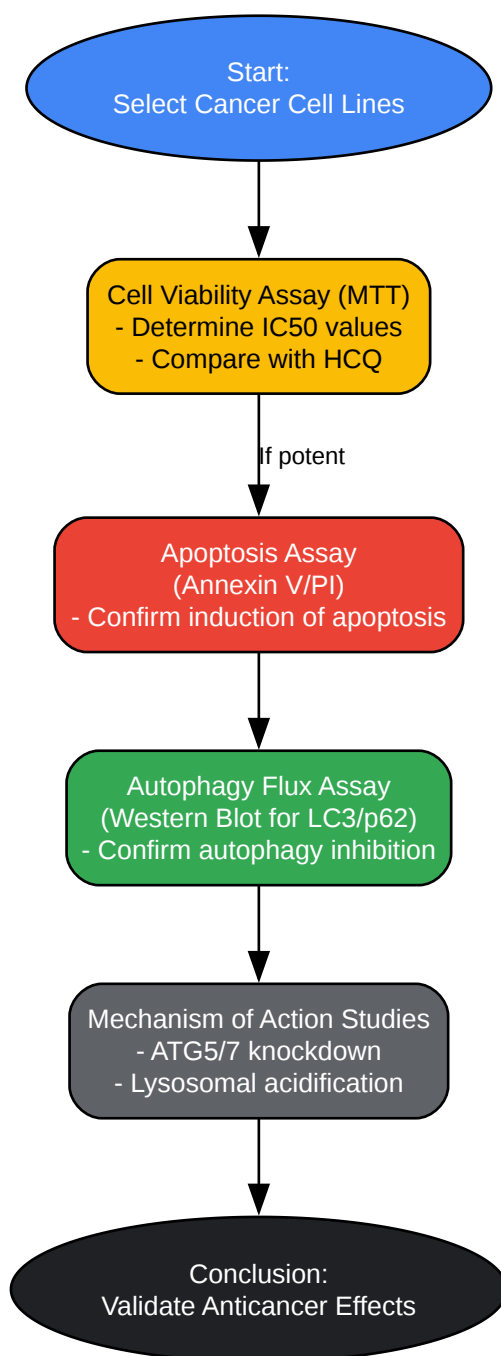 Start:
Select Cancer Cell Lines
Cell Viability Assay (MTT)
- Determine IC50 values
- Compare with HCQ
If potent
Apoptosis Assay
(Annexin V/PI)
- Confirm induction of apoptosis
Autophagy Flux Assay
(Western Blot for LC3/p62)
- Confirm autophagy inhibition
Mechanism of Action Studies
- ATG5/7 knockdown
- Lysosomal acidification
Conclusion:
Validate Anticancer Effects